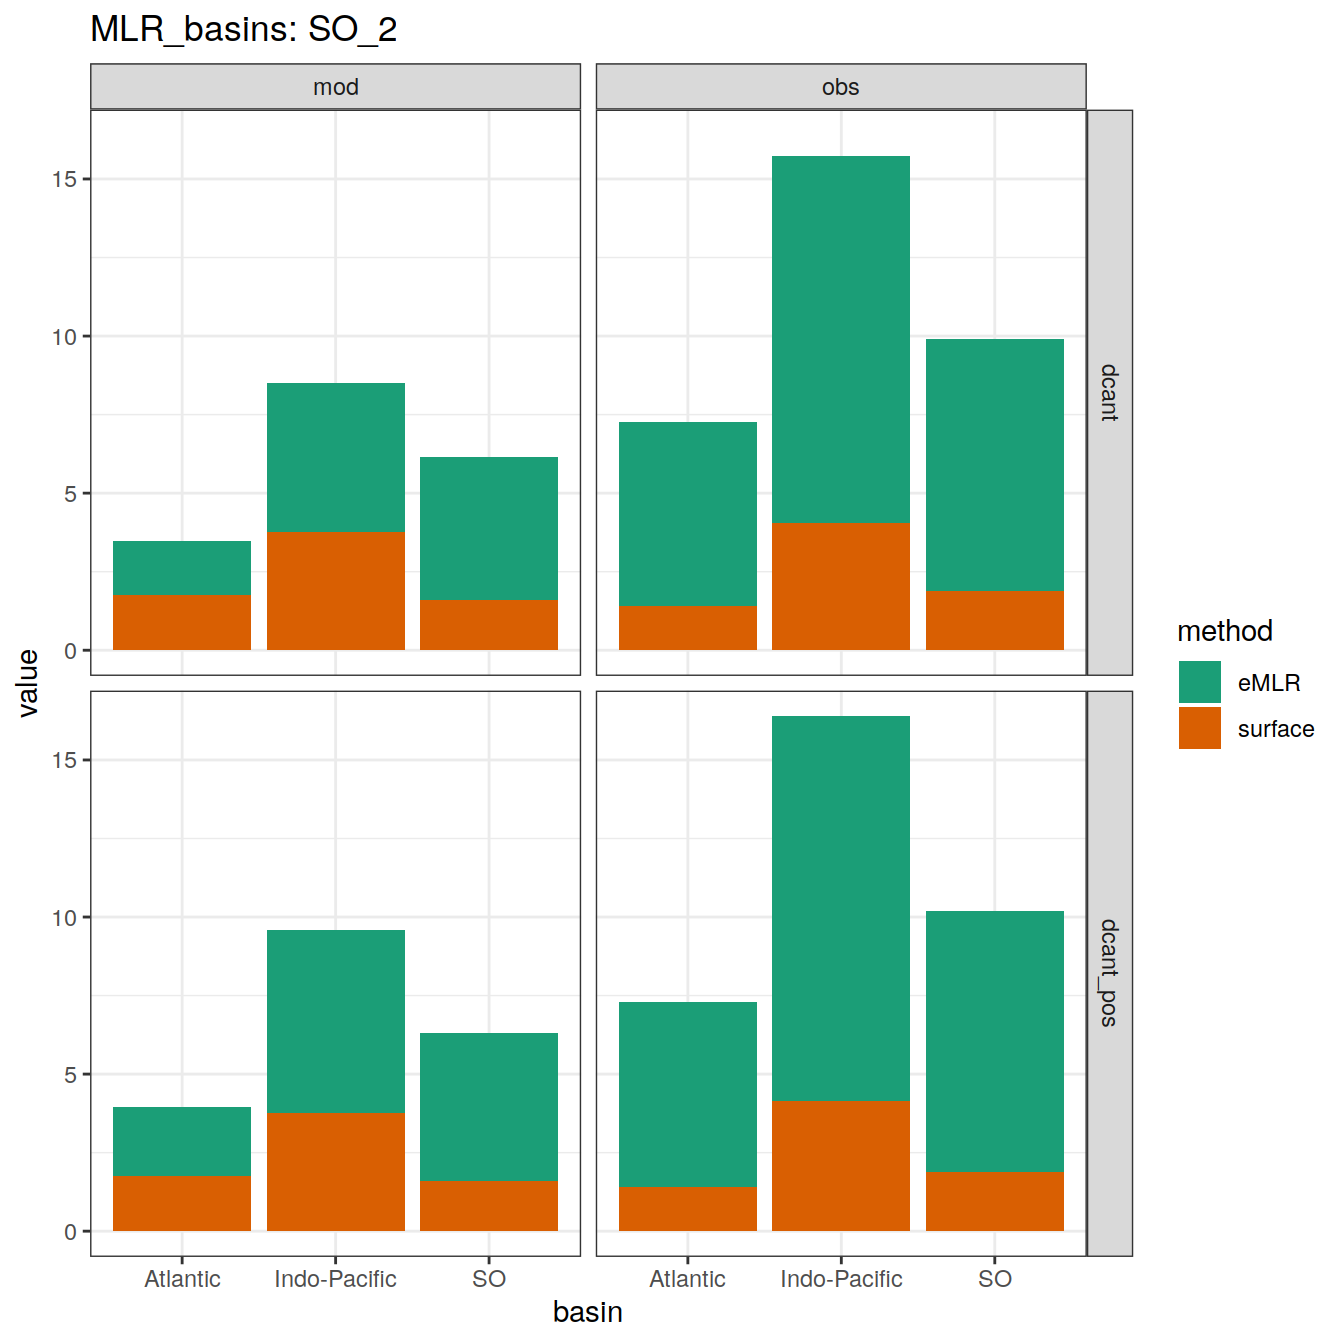 MLR_basins: SO_2
mod
obs
15
10
5
0
dcant
value
15
10
5
0
dcant_pos
Atlantic
Indo-Pacific
SO
Atlantic
Indo-Pacific
SO
basin
method
eMLR
surface